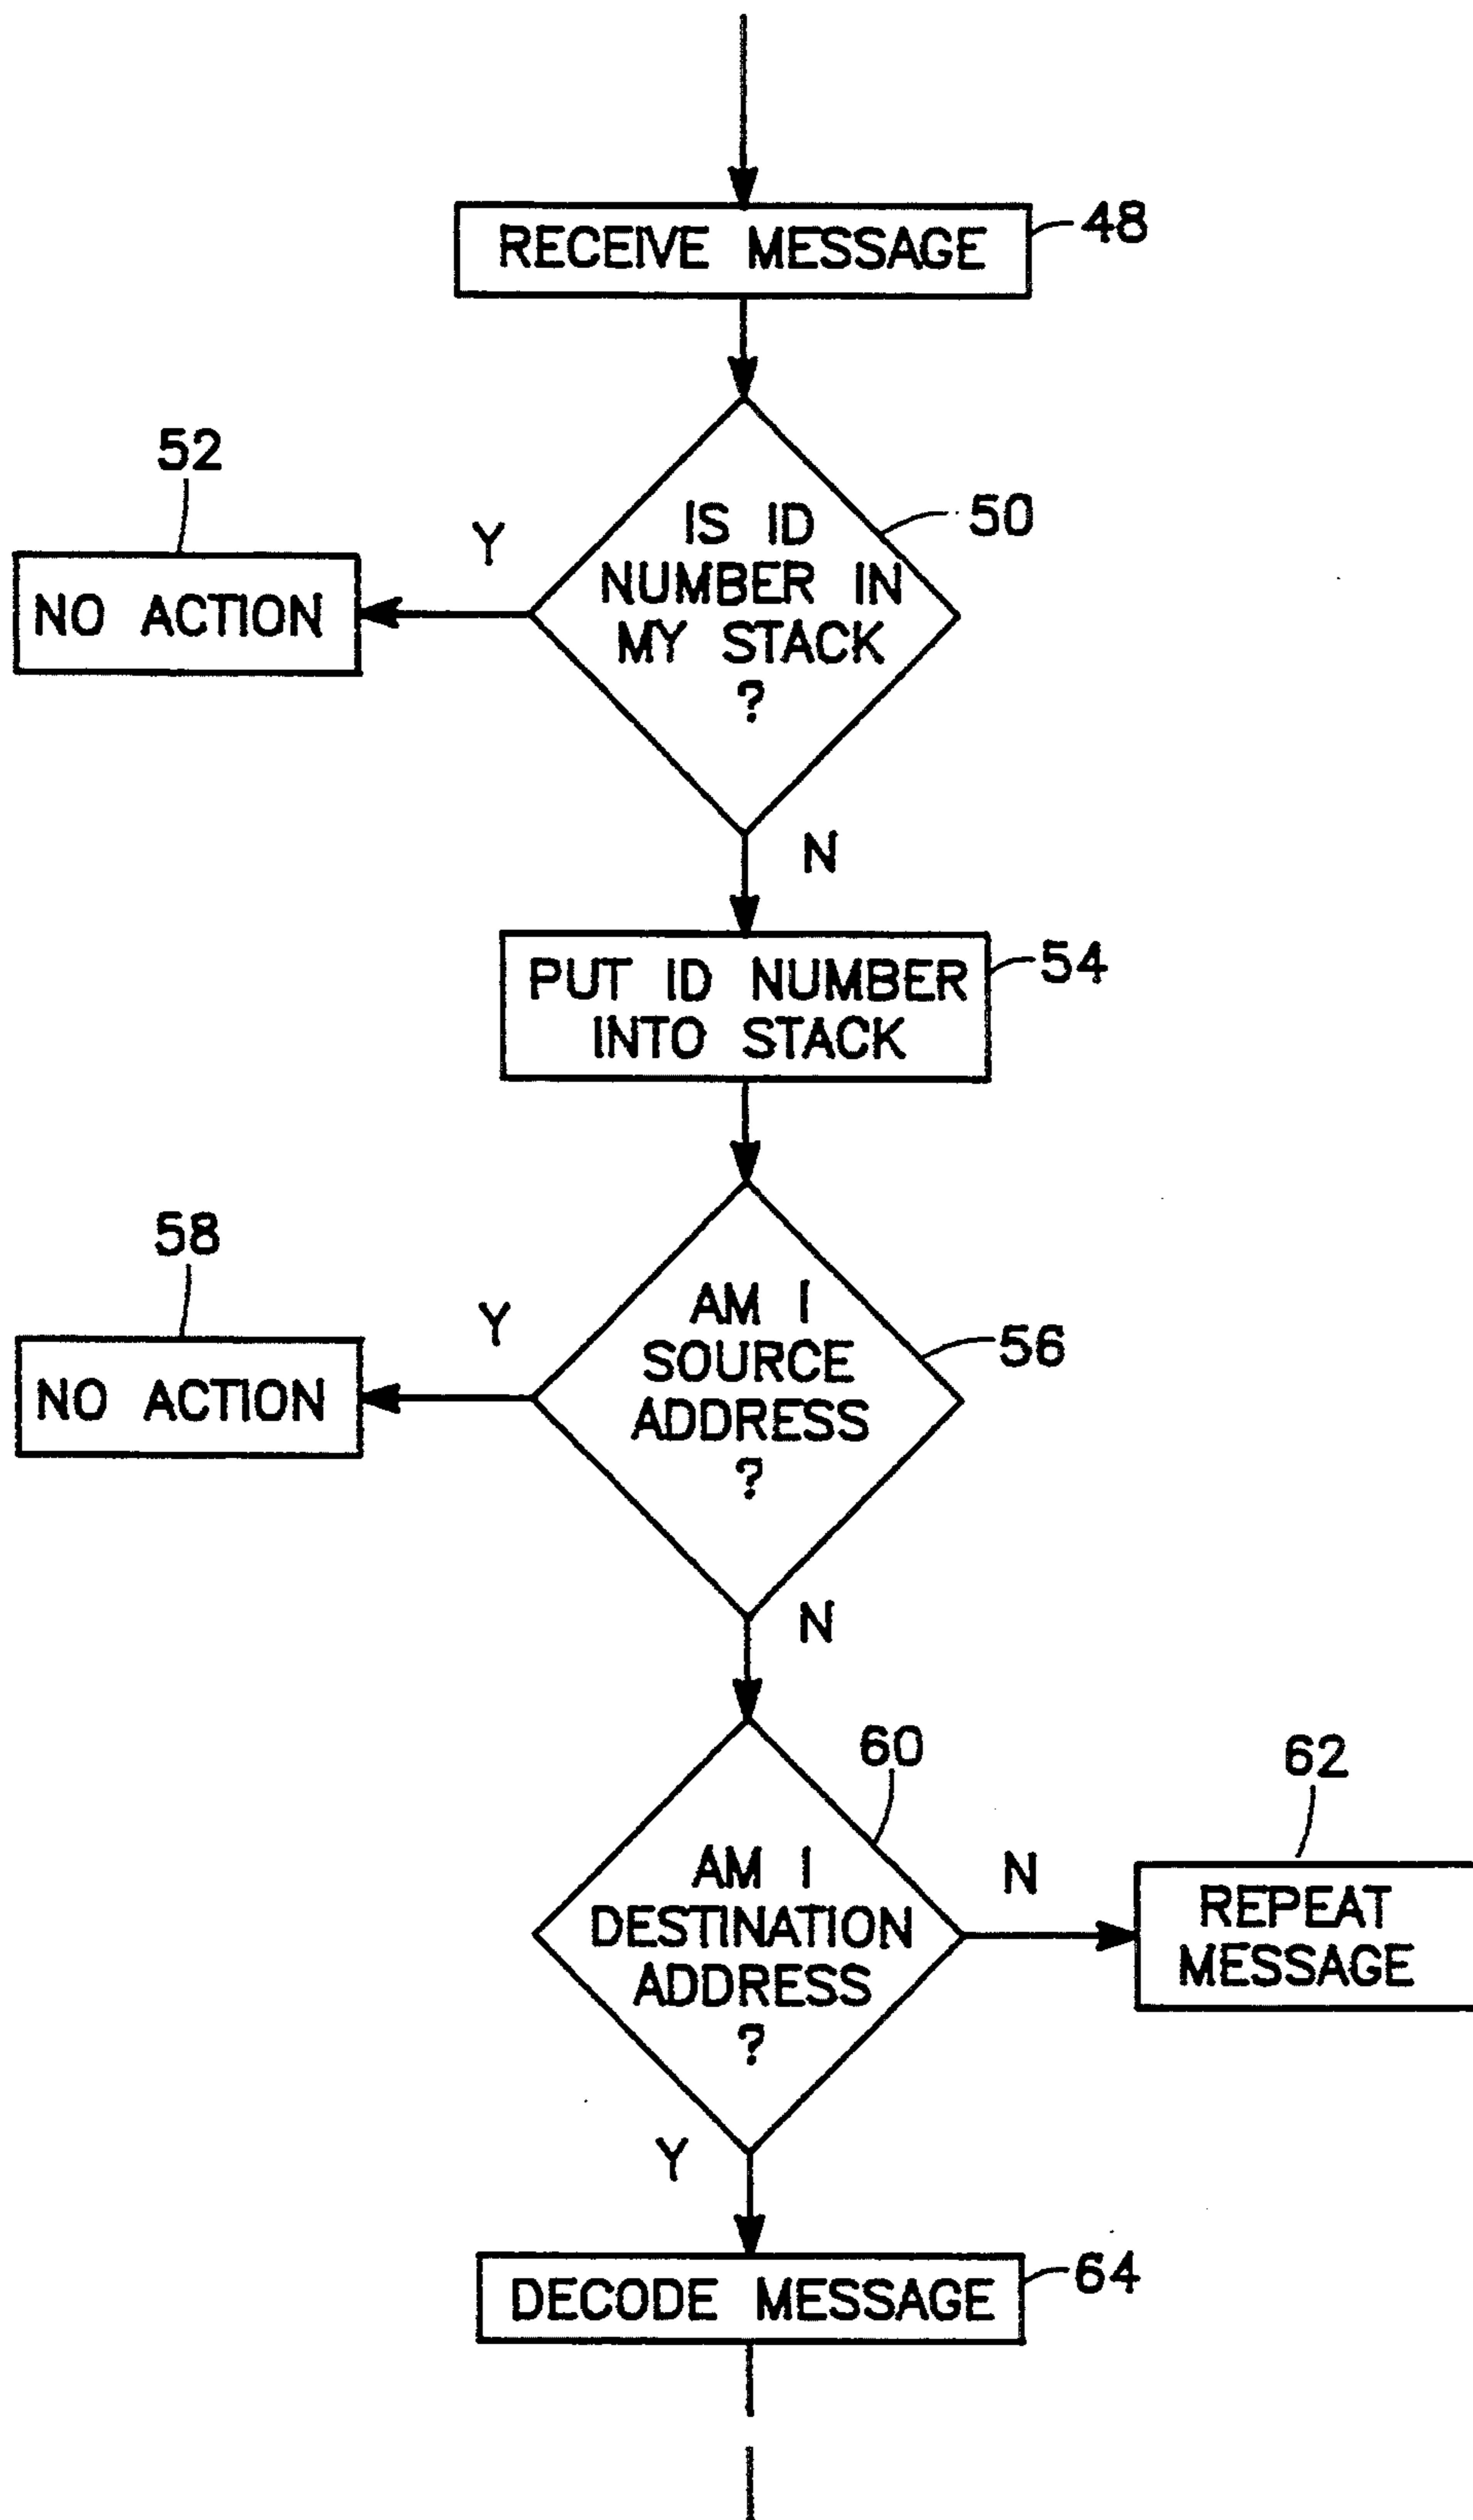 RECEIVE MESSAGE
48
52
Y
IS ID
NUMBER IN
MY STACK
?
50
NO ACTION
N
PUT ID NUMBER
INTO STACK
54
58
Y
AM I
SOURCE
ADDRESS
?
56
NO ACTION
N
60
62
AM I
DESTINATION
ADDRESS
?
N
REPEAT
MESSAGE
Y
DECODE MESSAGE
64